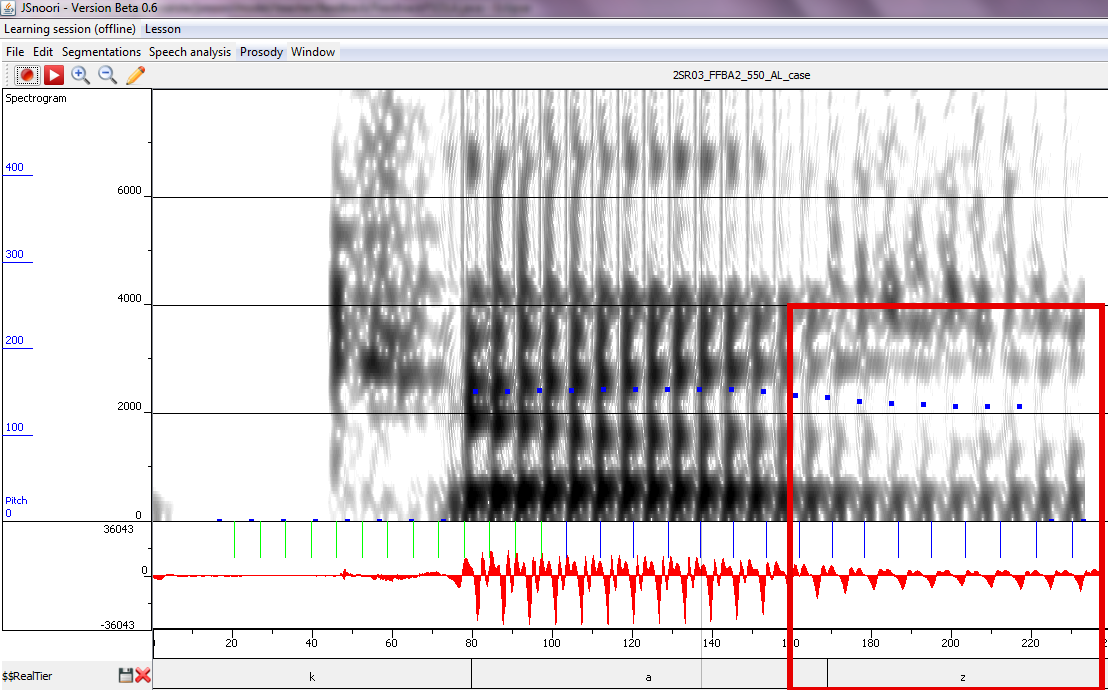 JSnoori - Version Beta 0.6
Learning session (offline) Lesson
File Edit Segmentations Speech analysis Prosody Window
2SR03_FFBA2_550_AL_case
Spectrogram
400
6000
300
4000
200
2000
100
Pitch
0
0
36043
0
-36043
20 40 60 80 100 120 140 180 200 220
$$RealTier
k a z